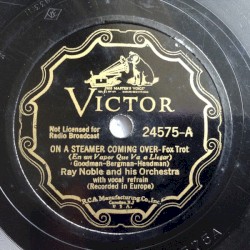 "HIS MASTER'S VOICE"
VICTOR
Not Licensed for
Radio Broadcast
24575-A
ON A STEAMER COMING OVER-Fox Trot
(En un Vapor Que Va a Llegar)
(Goodman-Bergman-Hendman)
Ray Noble and his Orchestra
with vocal refrain
(Recorded in Europe)
R.C.A. Manufacturing Co., Inc.
Camden, N.J.
U.S.A.